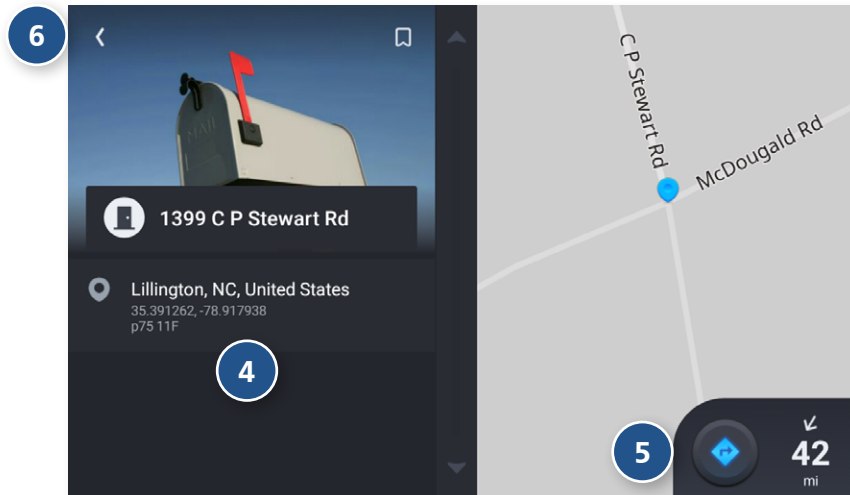 6
MAIL
1399 C P Stewart Rd
Lillington, NC, United States
35.391262, -78.917938
p75 11F
4
C P Stewart Rd
McDougald Rd
5
42
mi